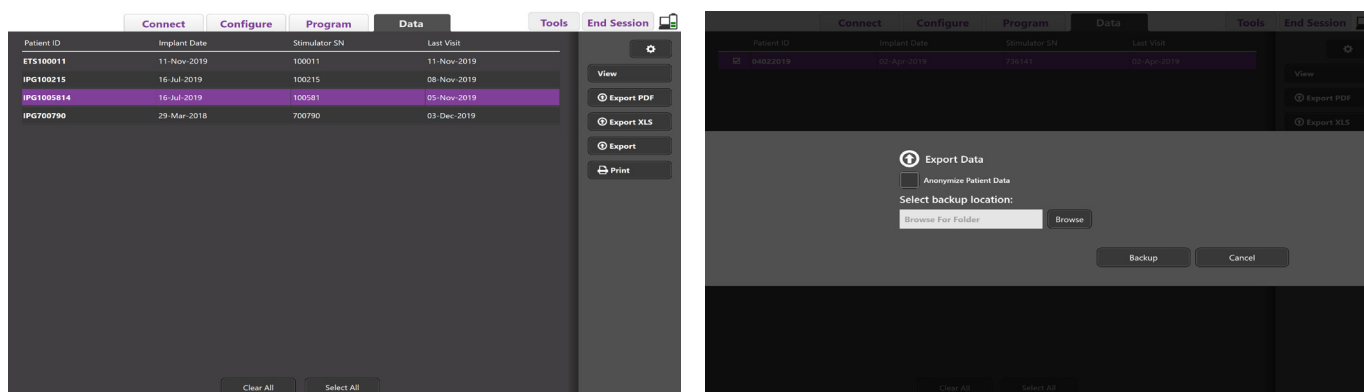 Connect Configure Program Data Tools End Session
Patient ID Implant Date Stimulator SN Last Visit
ETS100011 11-Nov-2019 100011 11-Nov-2019
IPG100215 16-Jul-2019 100215 08-Nov-2019
IPG1005814 16-Jul-2019 100581 05-Nov-2019
IPG700790 29-Mar-2018 700790 03-Dec-2019
View
Export PDF
Export XLS
Export
Print
Clear All Select All
Connect Configure Program Data Tools End Session
Patient ID Implant Date Stimulator SN Last Visit
04022019 02-Apr-2019 736141 02-Apr-2019
View
Export PDF
Export XLS
Export Data
Anonymize Patient Data
Select backup location:
Browse For Folder Browse
Backup Cancel
Clear All Select All